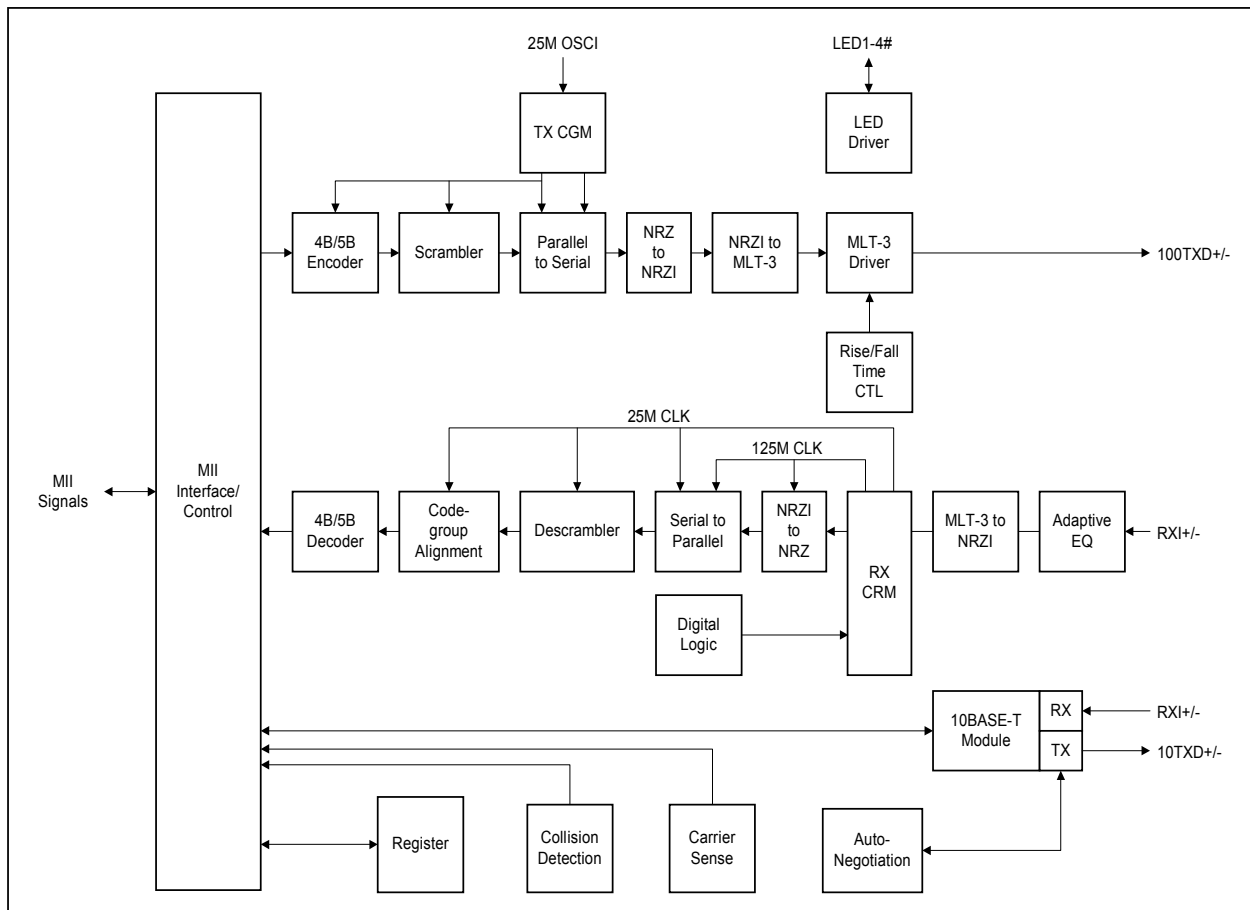 25M OSCI
LED1-4#
TX CGM
LED
Driver
4B/5B
Encoder
Scrambler
Parallel
to Serial
NRZ
to
NRZI
NRZI to
MLT-3
MLT-3
Driver
100TXD+/-
Rise/Fall
Time
CTL
25M CLK
125M CLK
MII
Signals
MII
Interface/
Control
4B/5B
Decoder
Code-
group
Alignment
Descrambler
Serial to
Parallel
NRZI
to
NRZ
RX
CRM
MLT-3 to
NRZI
Adaptive
EQ
RXI+/-
Digital
Logic
10BASE-T
Module
RX
TX
RXI+/-
10TXD+/-
Register
Collision
Detection
Carrier
Sense
Auto-
Negotiation